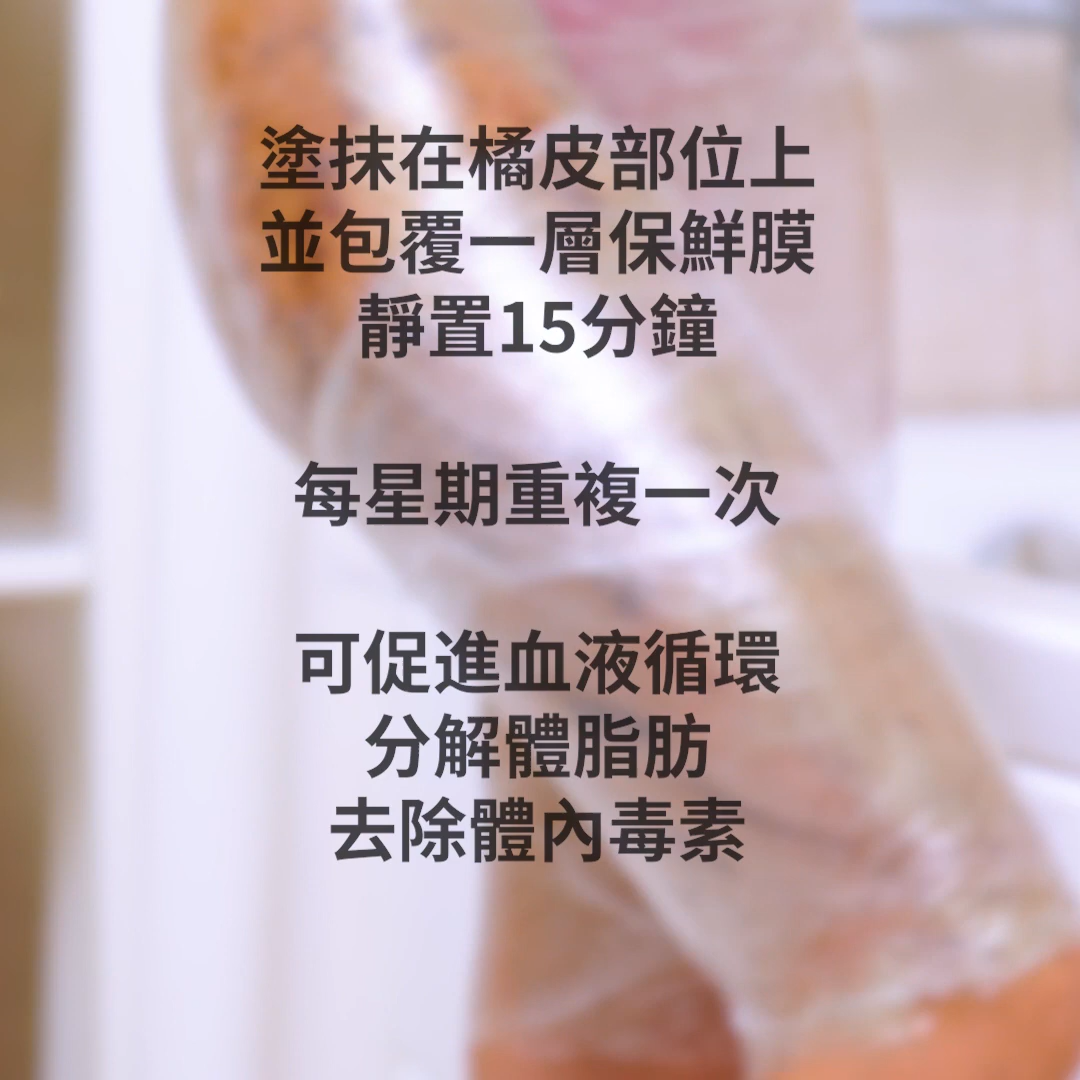 塗抹在橘皮部位上
並包覆一層保鮮膜
靜置15分鐘
每星期重複一次
可促進血液循環
分解體脂肪
去除體內毒素